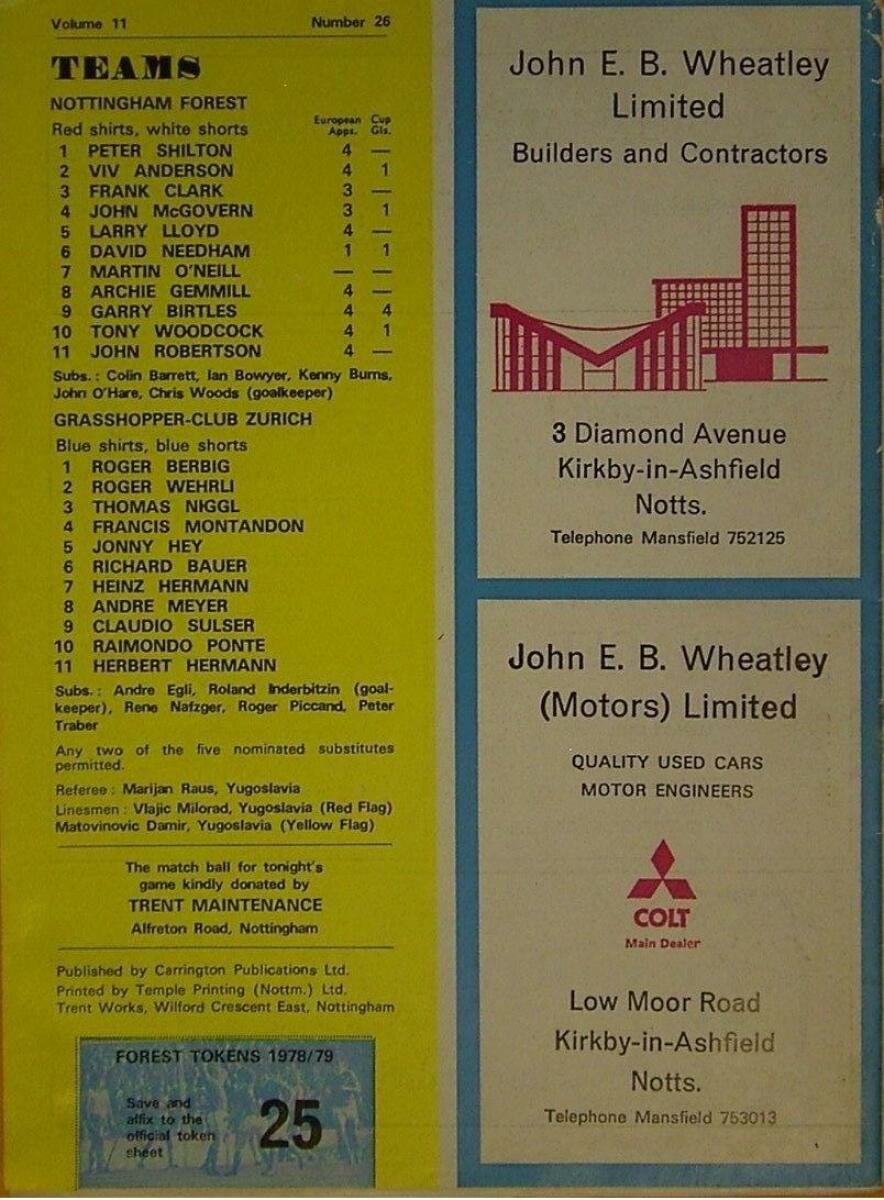 Volume 11 Number 26
TEAMS
NOTTINGHAM FOREST
European Cup
Red shirts, white shorts Apps. Gls.
1 PETER SHILTON 4 —
2 VIV ANDERSON 4 1
3 FRANK CLARK 3 —
4 JOHN McGOVERN 3 1
5 LARRY LLOYD 4 —
6 DAVID NEEDHAM 1 1
7 MARTIN O'NEILL — —
8 ARCHIE GEMMILL 4 —
9 GARRY BIRTLES 4 4
10 TONY WOODCOCK 4 1
11 JOHN ROBERTSON 4 —
Subs.: Colin Barrett, Ian Bowyer, Kenny Burns,
John O'Hare, Chris Woods (goalkeeper)
GRASSHOPPER-CLUB ZURICH
Blue shirts, blue shorts
1 ROGER BERBIG
2 ROGER WEHRLI
3 THOMAS NIGGL
4 FRANCIS MONTANDON
5 JONNY HEY
6 RICHARD BAUER
7 HEINZ HERMANN
8 ANDRE MEYER
9 CLAUDIO SULSER
10 RAIMONDO PONTE
11 HERBERT HERMANN
Subs.: Andre Egli, Roland Inderbitzin (goal-
keeper), Rene Nafzger, Roger Piccand, Peter
Traber
Any two of the five nominated substitutes
permitted.
Referee: Marijan Raus, Yugoslavia
Linesmen: Vlajic Milorad, Yugoslavia (Red Flag)
Matovinovic Damir, Yugoslavia (Yellow Flag)
The match ball for tonight's
game kindly donated by
TRENT MAINTENANCE
Alfreton Road, Nottingham
Published by Carrington Publications Ltd.
Printed by Temple Printing (Nottm.) Ltd.
Trent Works, Wilford Crescent East, Nottingham
FOREST TOKENS 1978/79
Save and
affix to the
official token
sheet
25
John E. B. Wheatley
Limited
Builders and Contractors
3 Diamond Avenue
Kirkby-in-Ashfield
Notts.
Telephone Mansfield 752125
John E. B. Wheatley
(Motors) Limited
QUALITY USED CARS
MOTOR ENGINEERS
COLT
Main Dealer
Low Moor Road
Kirkby-in-Ashfield
Notts.
Telephone Mansfield 753013